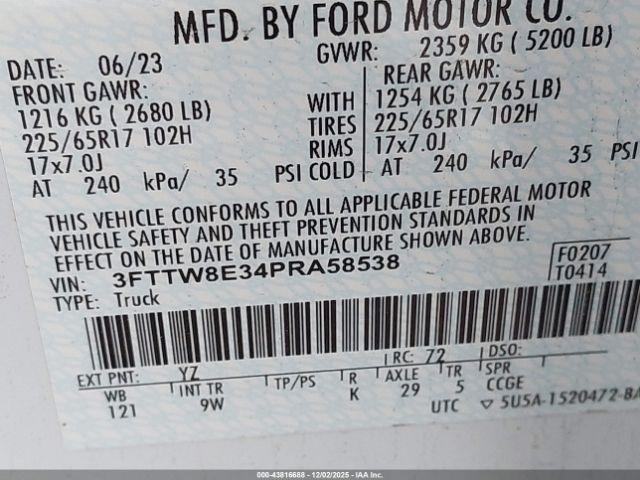 MFD. BY FORD MOTOR CO.
DATE: 06/23 GVWR: 2359 KG ( 5200 LB)
FRONT GAWR: REAR GAWR:
1216 KG ( 2680 LB) WITH 1254 KG ( 2765 LB)
225/65R17 102H TIRES 225/65R17 102H
17x7.0J RIMS 17x7.0J
AT 240 kPa/ 35 PSI COLD AT 240 kPa/ 35 PSI
THIS VEHICLE CONFORMS TO ALL APPLICABLE FEDERAL MOTOR
VEHICLE SAFETY AND THEFT PREVENTION STANDARDS IN
EFFECT ON THE DATE OF MANUFACTURE SHOWN ABOVE.
VIN: 3FTTW8E34PRA58538 F0207
TYPE: Truck T0414
EXT PNT: YZ RC: 72 DSO:
WB INT TR TP/PS R AXLE TR SPR
121 9W K 29 5 CCGE
UTC ▽ 5U5A-1520472-BA
000-43816688 - 12/02/2025 - IAA Inc.